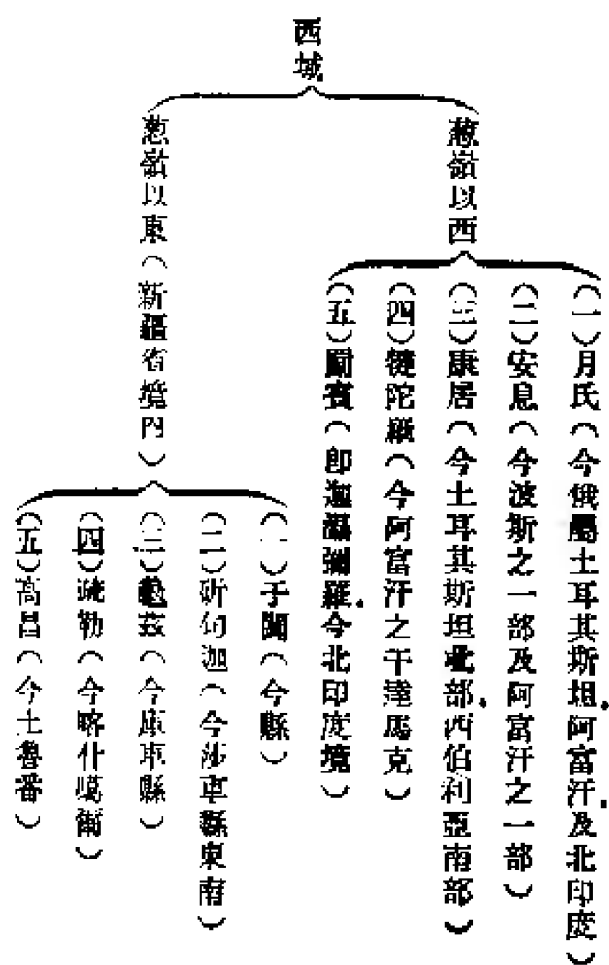 西域
葱嶺以西
(一)月氏(今俄屬土耳其斯坦.阿富汗.及北印度)
(二)安息(今波斯之一部及阿富汗之一部)
(三)康居(今土耳其斯坦北部.西伯利亞南部)
(四)犍陀羅(今阿富汗之干達馬克)
(五)罽賓(卽迦濕彌羅.今北印度境)
葱嶺以東(新疆省境內)
(一)于闐(今縣)
(二)斫句迦(今莎車縣東南)
(三)龜茲(今庫車縣)
(四)疏勒(今喀什噶爾)
(五)高昌(今土魯番)